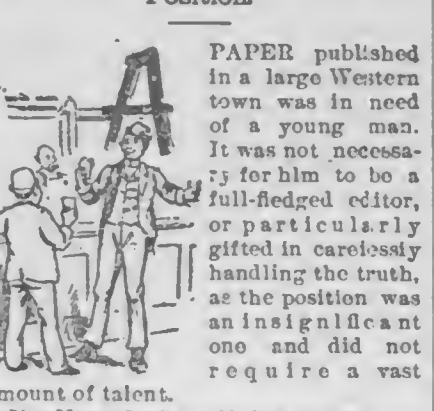 PAPER published
in a large Western
town was in need
of a young man.
It was not necessa-
ry for him to be a
full-fledged editor,
or particularly
gifted in carelessly
handling the truth,
as the position was
an insignificant
one and did not
require a vast
mount of talent.